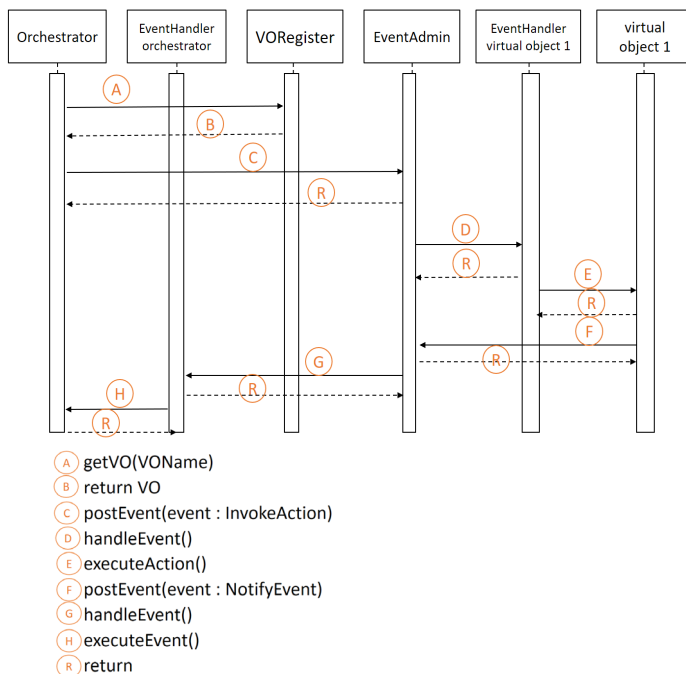 Orchestrator
EventHandler
orchestrator
VORegister
EventAdmin
EventHandler
virtual object 1
virtual
object 1
A
B
C
R
D
R
E
R
F
R
G
R
H
R
A getVO(VOName)
B return VO
C postEvent(event : InvokeAction)
D handleEvent()
E executeAction()
F postEvent(event : NotifyEvent)
G handleEvent()
H executeEvent()
R return